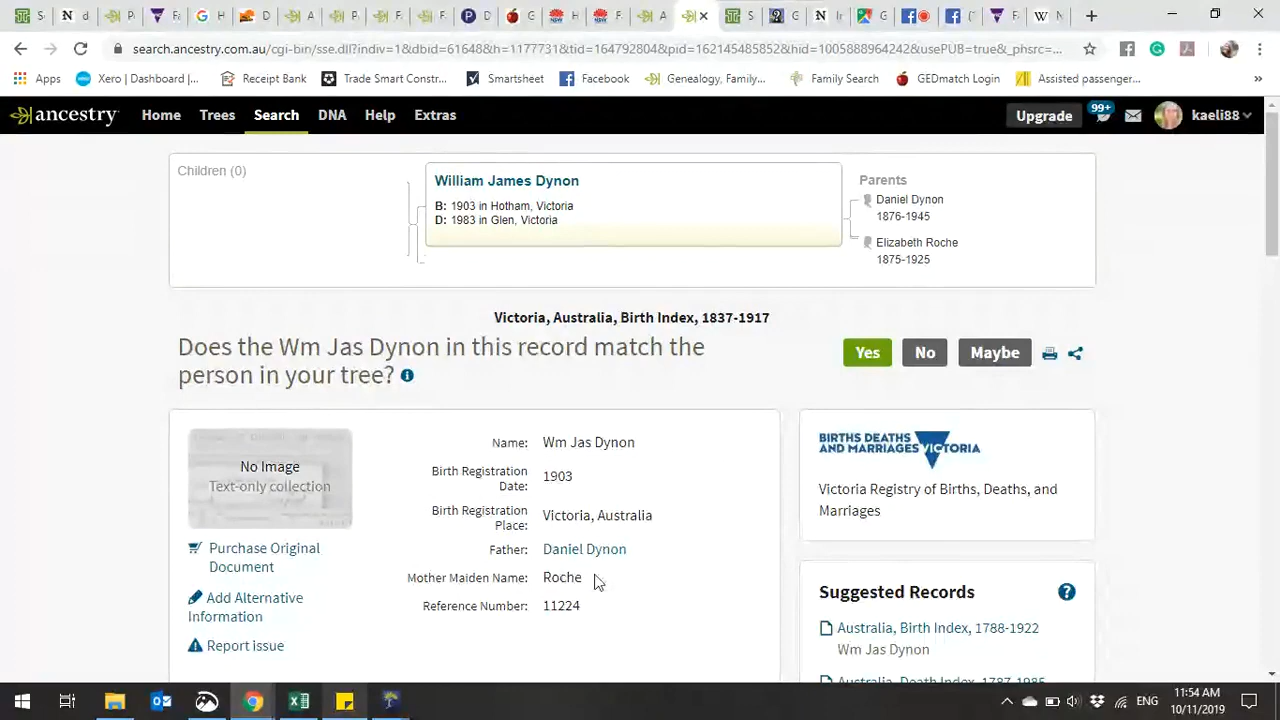 search.ancestry.com.au/cgi-bin/sse.dll?indiv=1&dbid=61648&h=1177731&tid=164792804&pid=162145485852&hid=1005888964242&usePUB=true&_phsrc=...
Apps Xero | Dashboard |... Receipt Bank Trade Smart Constr... Smartsheet Facebook Genealogy, Family... Family Search GEDmatch Login Assisted passenger... »
ancestry Home Trees Search DNA Help Extras Upgrade 99+ kaeli88
Children (0)
William James Dynon
B: 1903 in Hotham, Victoria
D: 1983 in Glen, Victoria
Parents
Daniel Dynon
1876-1945
Elizabeth Roche
1875-1925
Victoria, Australia, Birth Index, 1837-1917
Does the Wm Jas Dynon in this record match the
person in your tree?
Yes No Maybe
No Image
Text-only collection
Purchase Original
Document
Add Alternative
Information
Report issue
Name: Wm Jas Dynon
Birth Registration
Date: 1903
Birth Registration
Place: Victoria, Australia
Father: Daniel Dynon
Mother Maiden Name: Roche
Reference Number: 11224
BIRTHS DEATHS
AND MARRIAGES VICTORIA
Victoria Registry of Births, Deaths, and
Marriages
Suggested Records ?
Australia, Birth Index, 1788-1922
Wm Jas Dynon
Australia, Death Index, 1787-1985
ENG
11:54 AM
10/11/2019